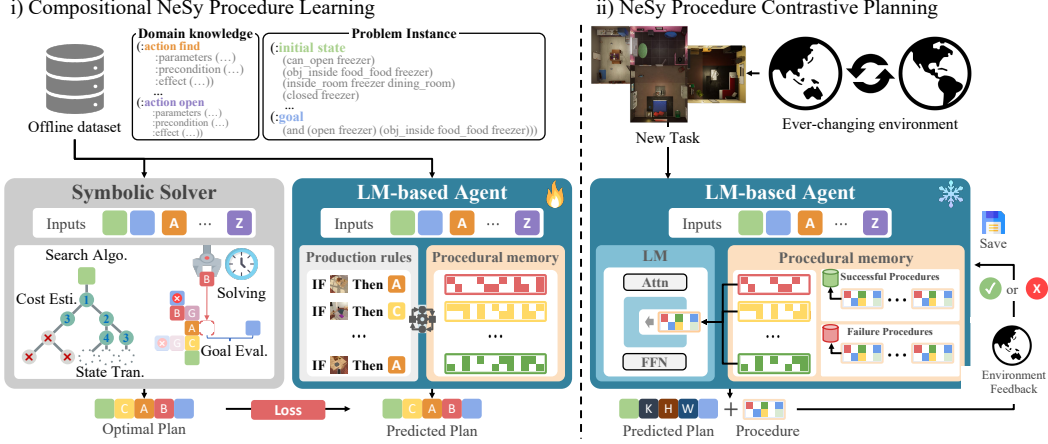 i) Compositional NeSy Procedure Learning
Offline dataset
Domain knowledge
(:action find
:parameters (…)
:precondition (…)
:effect (…))
...
(:action open
:parameters (…)
:precondition (…)
:effect (…))
Problem Instance
(:initial state
(can_open freezer)
(obj_inside food_food freezer)
(inside_room freezer dining_room)
(closed freezer)
...
(:goal
(and (open freezer) (obj_inside food_food freezer)))
Symbolic Solver
Inputs A ... Z
Search Algo.
Cost Esti.
1
3 2
4 3
State Tran.
B
Solving
B G
A
G C
Goal Eval.
C A B
Optimal Plan
Loss
LM-based Agent
Inputs A ... Z
Production rules
IF Then A
IF Then C
...
IF Then A
Procedural memory
...
C A B
Predicted Plan
ii) NeSy Procedure Contrastive Planning
New Task
Ever-changing environment
LM-based Agent
Inputs A ... Z
LM
Attn
FFN
Procedural memory
...
Successful Procedures
...
Failure Procedures
...
Save
or
Environment
Feedback
K H W
Predicted Plan
+
Procedure